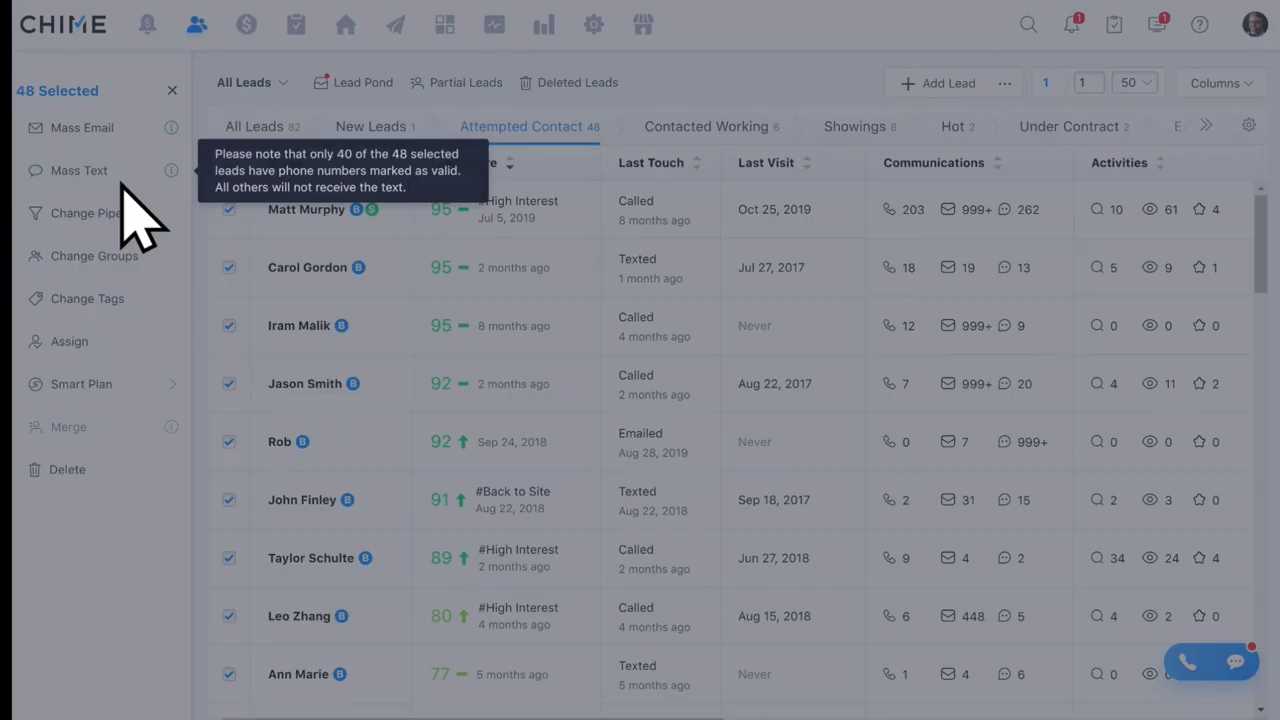 CHIME
1
1
48 Selected
Mass Email
Mass Text
Change Pipe
Change Groups
Change Tags
Assign
Smart Plan
Merge
Delete
All Leads
Lead Pond
Partial Leads
Deleted Leads
Add Lead
1
1
50
Columns
All Leads 62
New Leads 1
Attempted Contact 48
Contacted Working 6
Showings 8
Hot 2
Under Contract 2
Please note that only 40 of the 48 selected
leads have phone numbers marked as valid.
All others will not receive the text.
re
Last Touch
Last Visit
Communications
Activities
Matt Murphy B S
95
#High Interest
Jul 5, 2019
Called
8 months ago
Oct 25, 2019
203 999+ 262
10 61 4
Carol Gordon B
95
2 months ago
Texted
1 month ago
Jul 27, 2017
18 19 13
5 9 1
Iram Malik B
95
8 months ago
Called
4 months ago
Never
12 999+ 9
0 0 0
Jason Smith B
92
2 months ago
Called
2 months ago
Aug 22, 2017
7 999+ 20
4 11 2
Rob B
92
Sep 24, 2018
Emailed
Aug 28, 2019
Never
0 7 999+
0 0 0
John Finley B
91
#Back to Site
Aug 22, 2018
Texted
Aug 22, 2018
Sep 18, 2017
2 31 15
2 3 0
Taylor Schulte B
89
#High Interest
2 months ago
Called
2 months ago
Jun 27, 2018
9 4 2
34 24 4
Leo Zhang B
80
#High Interest
4 months ago
Called
4 months ago
Aug 15, 2018
6 448 5
4 2 0
Ann Marie B
77
5 months ago
Texted
5 months ago
Never
1 4 6
0